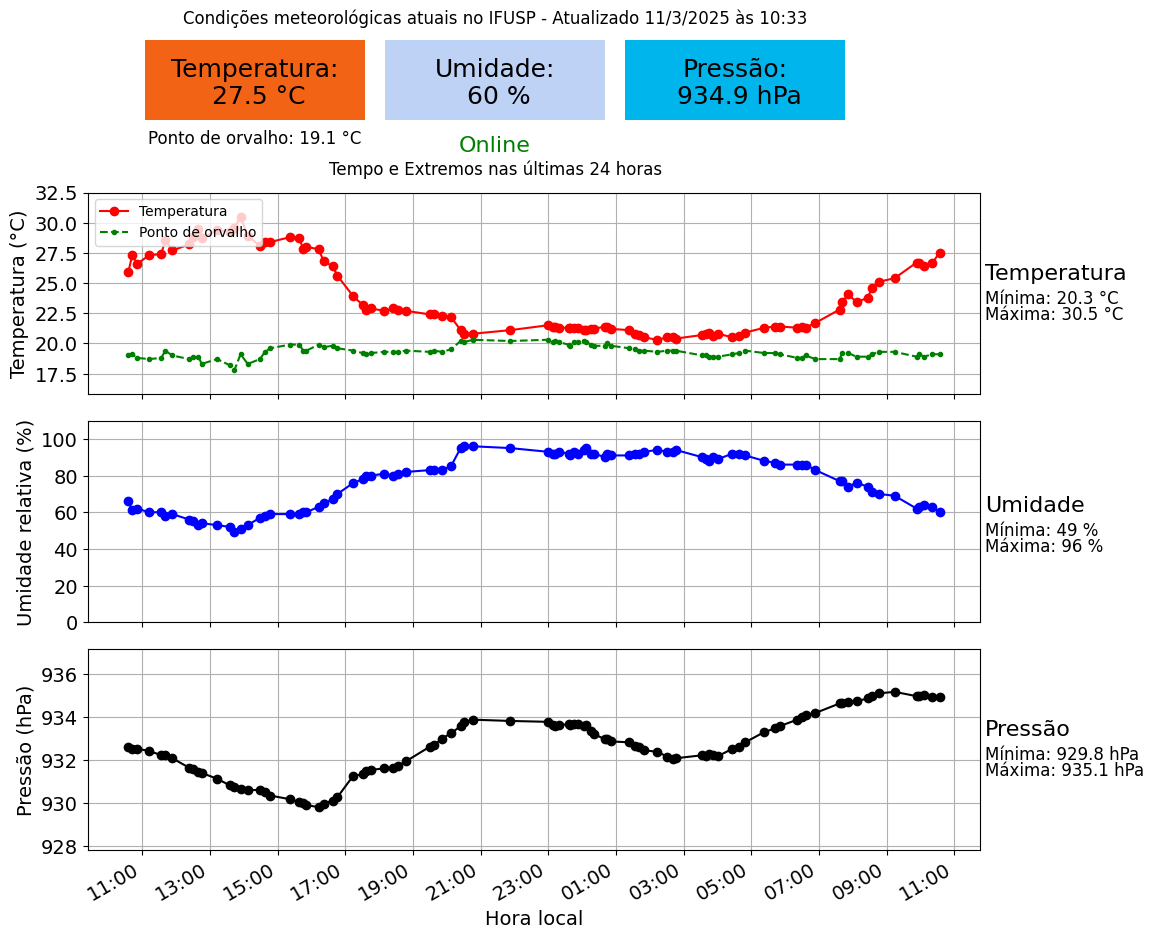 Condições meteorológicas atuais no IFUSP - Atualizado 11/3/2025 às 10:33
Temperatura:
27.5 °C
Umidade:
60 %
Pressão:
934.9 hPa
Ponto de orvalho: 19.1 °C
Online
Tempo e Extremos nas últimas 24 horas
Temperatura (°C)
32.5
30.0
27.5
25.0
22.5
20.0
17.5
Temperatura
Ponto de orvalho
Temperatura
Mínima: 20.3 °C
Máxima: 30.5 °C
Umidade relativa (%)
100
80
60
40
20
0
Umidade
Mínima: 49 %
Máxima: 96 %
Pressão (hPa)
936
934
932
930
928
Pressão
Mínima: 929.8 hPa
Máxima: 935.1 hPa
11:00 13:00 15:00 17:00 19:00 21:00 23:00 01:00 03:00 05:00 07:00 09:00 11:00
Hora local